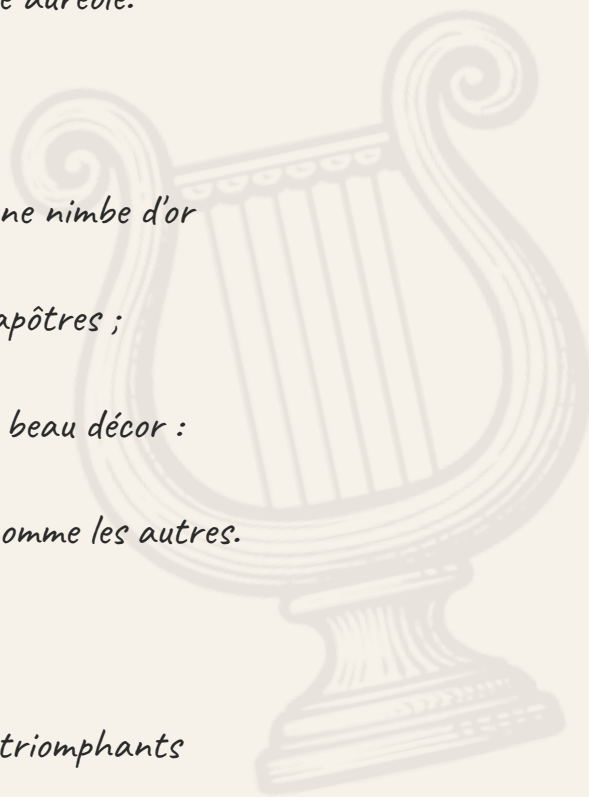 auréole.
ne nimbe d'or
apôtres ;
beau décor :
omme les autres.
triomphants